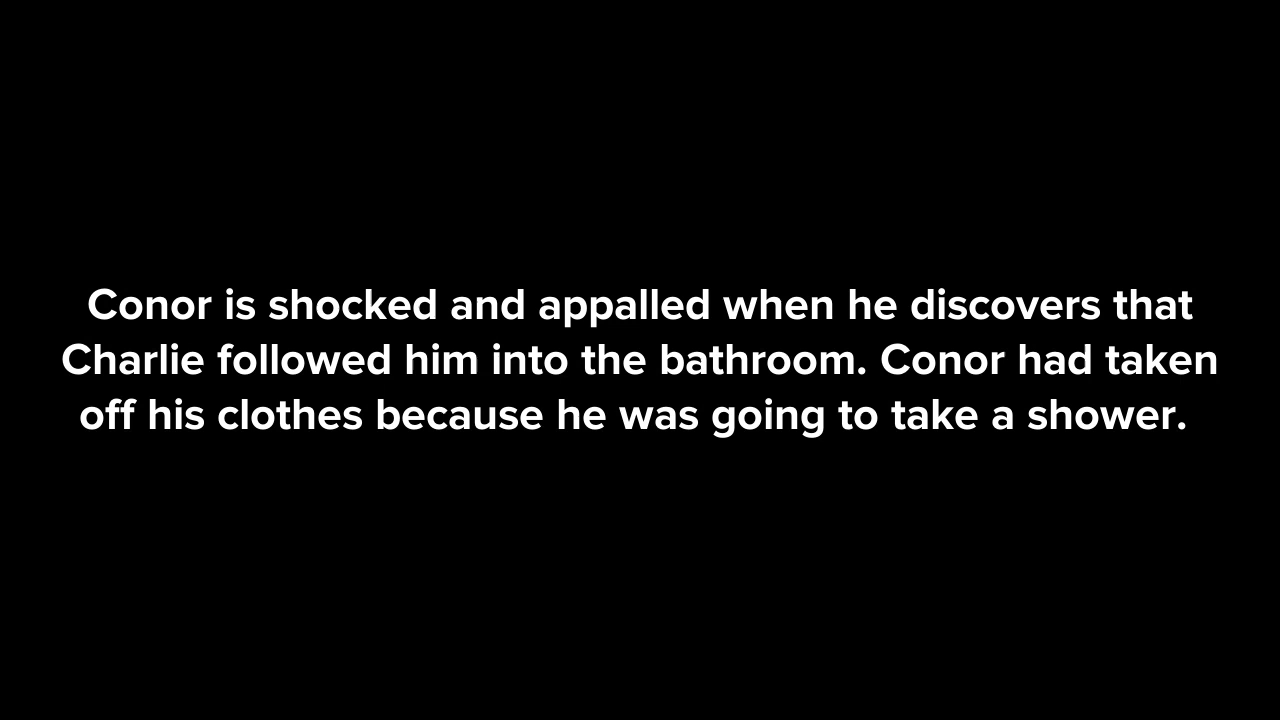 Conor is shocked and appalled when he discovers that
Charlie followed him into the bathroom. Conor had taken
off his clothes because he was going to take a shower.